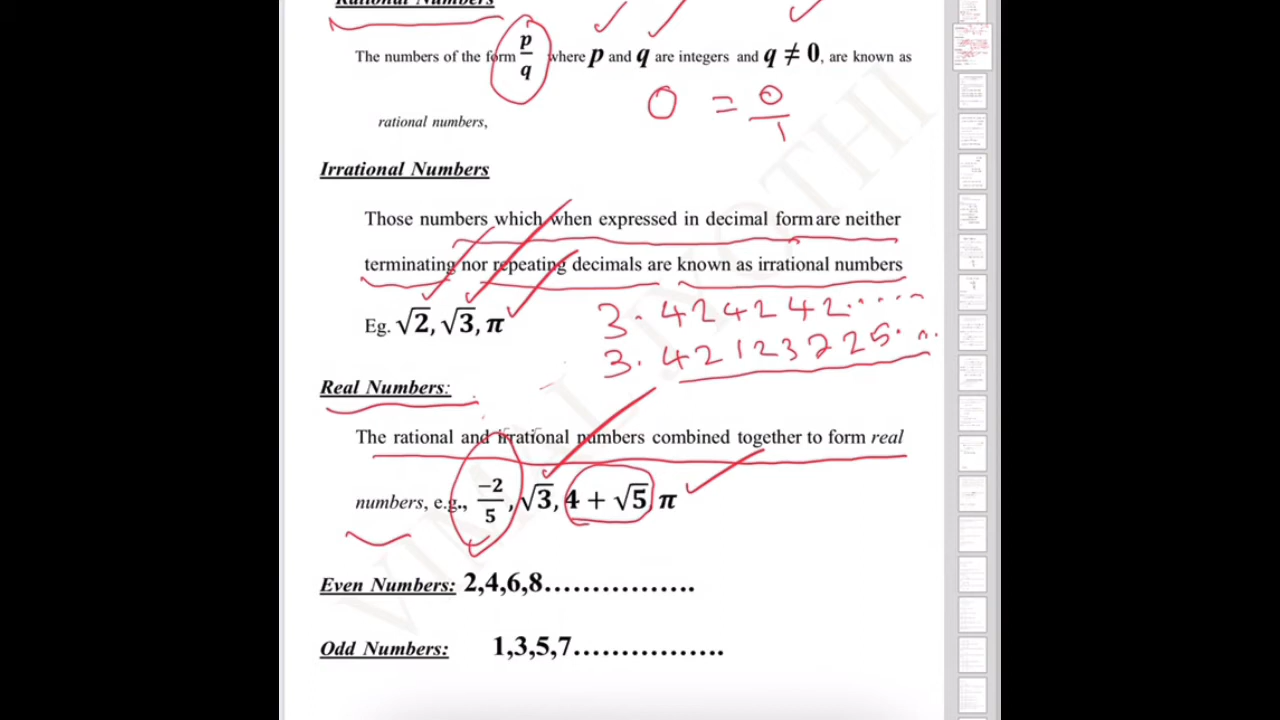 Rational Numbers
The numbers of the form p/q where p and q are integers and q ≠ 0, are known as
0 = 0/1
rational numbers,
Irrational Numbers
Those numbers which when expressed in decimal form are neither
terminating nor repeating decimals are known as irrational numbers
3.424242.....
Eg. √2, √3, π
3.42123225...
Real Numbers:
The rational and irrational numbers combined together to form real
numbers, e.g., -2/5, √3, 4 + √5 π
Even Numbers: 2,4,6,8.................
Odd Numbers: 1,3,5,7.................